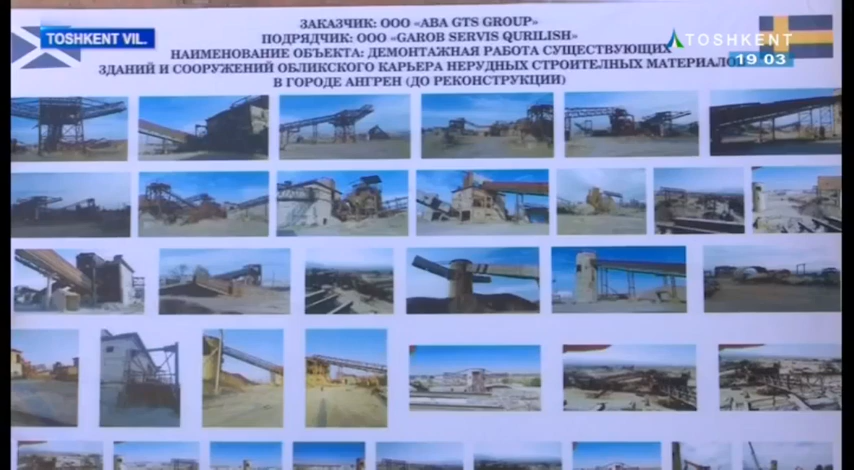 ЗАКАЗЧИК: ООО «ABA GTS GROUP»
ПОДРЯДЧИК: ООО «GAROB SERVIS QURILISH»
НАИМЕНОВАНИЕ ОБЪЕКТА: ДЕМОНТАЖНАЯ РАБОТА СУЩЕСТВУЮЩИХ
ЗДАНИЙ И СООРУЖЕНИЙ ОБЛИКСКОГО КАРЬЕРА НЕРУДНЫХ СТРОИТЕЛНЫХ
В ГОРОДЕ АНГРЕН (ДО РЕКОНСТРУКЦИИ)
TOSHKENT VIL.
TOSHKENT
19 03